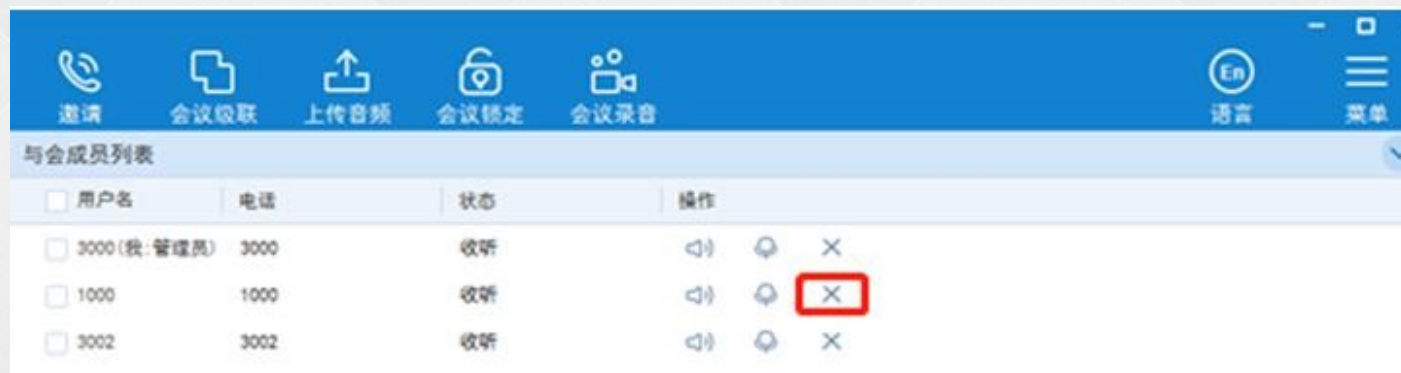 En
邀请 会议级联 上传音频 会议锁定 会议录音 语言 菜单
与会成员列表
用户名 电话 状态 操作
3000(我:管理员) 3000 收听
1000 1000 收听
3002 3002 收听